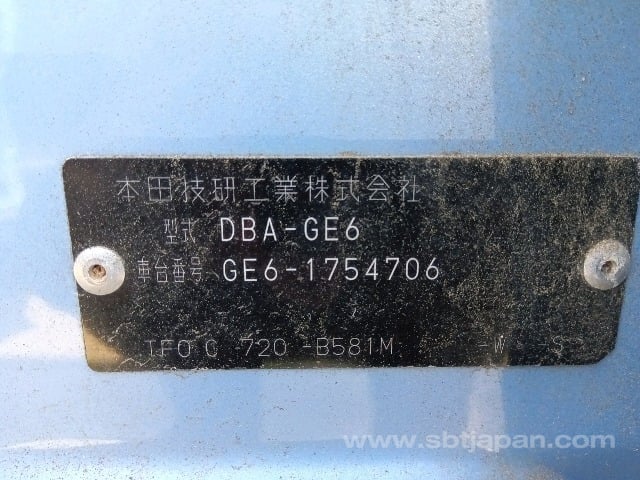 本田技研工業株式会社
型式 DBA-GE6
車台番号 GE6-1754706
TF0 C 720 -B581M -W -S
www.sbtjapan.com